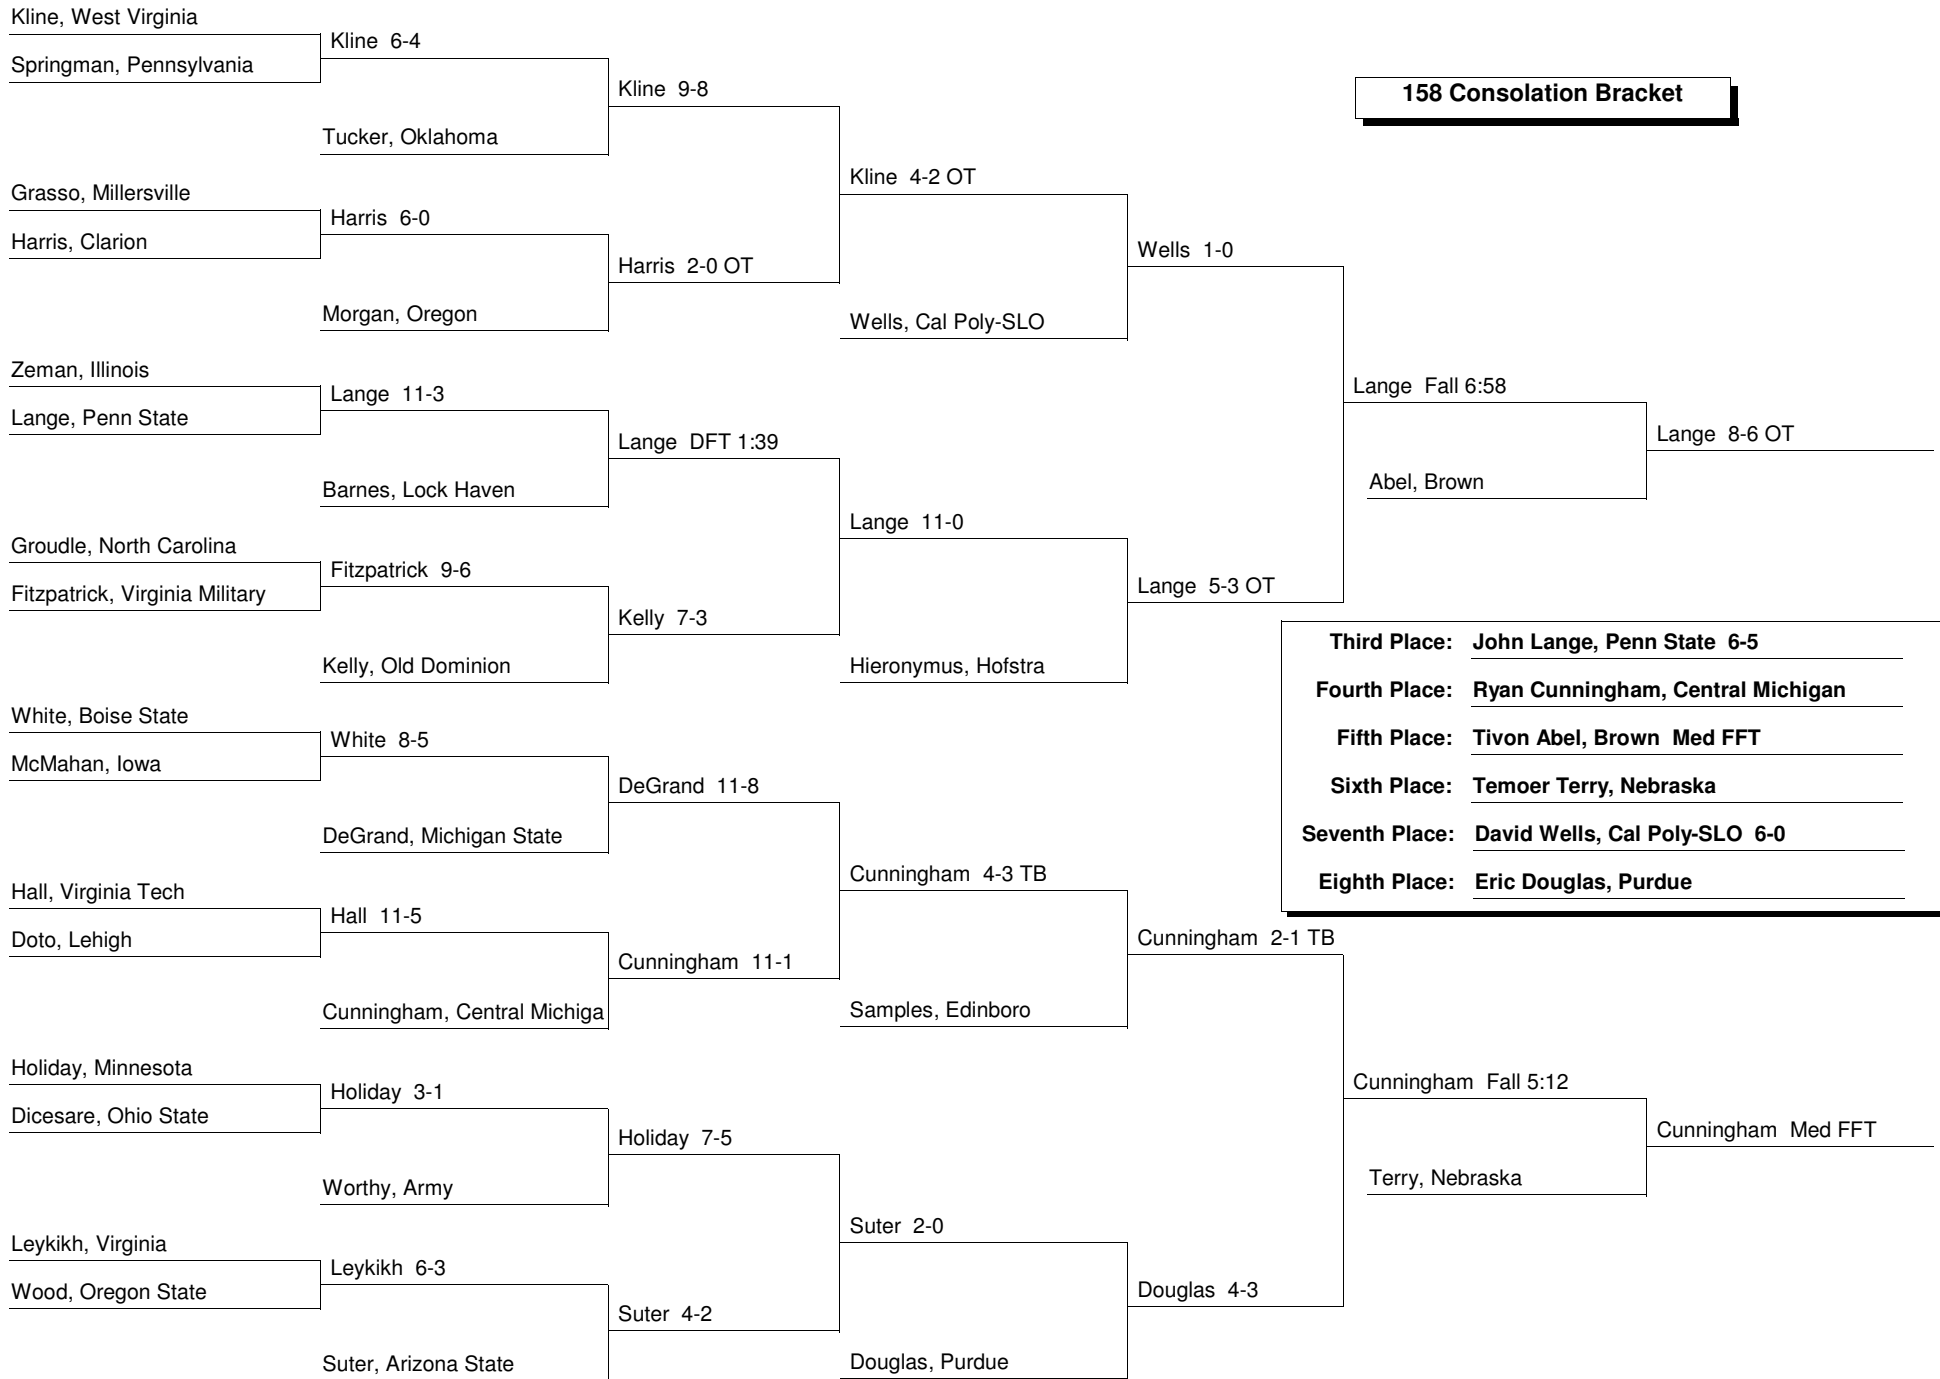 Kline, West Virginia
Kline  6-4
Springman, Pennsylvania
Kline  9-8
158 Consolation Bracket
Tucker, Oklahoma
Kline  4-2 OT
Grasso, Millersville
Harris  6-0
Harris, Clarion
Wells  1-0
Harris  2-0 OT
Morgan, Oregon
Wells, Cal Poly-SLO
Zeman, Illinois
Lange  Fall 6:58
Lange  11-3
Lange, Penn State
Lange  8-6 OT
Lange  DFT 1:39
Abel, Brown
Barnes, Lock Haven
Lange  11-0
Groudle, North Carolina
Fitzpatrick  9-6
Lange  5-3 OT
Fitzpatrick, Virginia Military
Kelly  7-3
Third Place: John Lange, Penn State  6-5
Kelly, Old Dominion
Hieronymus, Hofstra
Fourth Place: Ryan Cunningham, Central Michigan
White, Boise State
White  8-5
Fifth Place: Tivon Abel, Brown  Med FFT
McMahan, Iowa
DeGrand  11-8
Sixth Place: Temoer Terry, Nebraska
DeGrand, Michigan State
Seventh Place: David Wells, Cal Poly-SLO  6-0
Cunningham  4-3 TB
Eighth Place: Eric Douglas, Purdue
Hall, Virginia Tech
Hall  11-5
Doto, Lehigh
Cunningham  2-1 TB
Cunningham  11-1
Cunningham, Central Michiga
Samples, Edinboro
Holiday, Minnesota
Cunningham  Fall 5:12
Holiday  3-1
Dicesare, Ohio State
Cunningham  Med FFT
Holiday  7-5
Terry, Nebraska
Worthy, Army
Suter  2-0
Leykikh, Virginia
Leykikh  6-3
Wood, Oregon State
Douglas  4-3
Suter  4-2
Suter, Arizona State
Douglas, Purdue